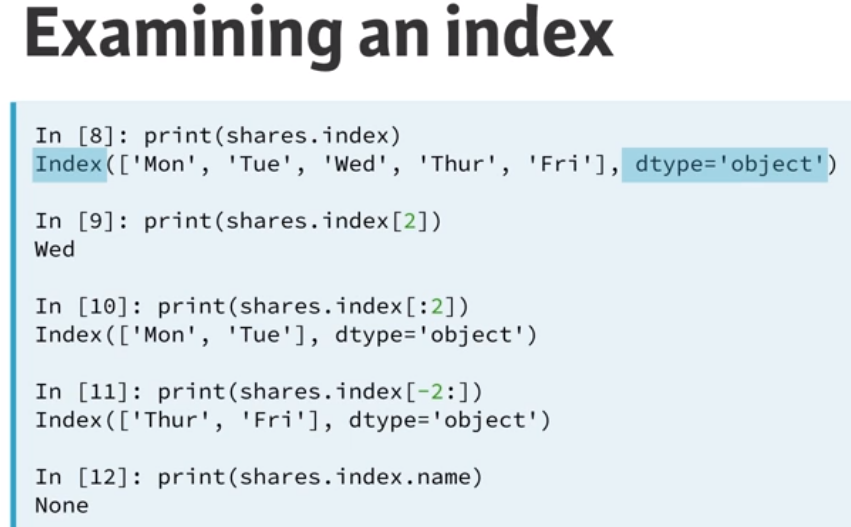 Examining an index
In [8]: print(shares.index)
Index(['Mon', 'Tue', 'Wed', 'Thur', 'Fri'], dtype='object')
In [9]: print(shares.index[2])
Wed
In [10]: print(shares.index[:2])
Index(['Mon', 'Tue'], dtype='object')
In [11]: print(shares.index[-2:])
Index(['Thur', 'Fri'], dtype='object')
In [12]: print(shares.index.name)
None